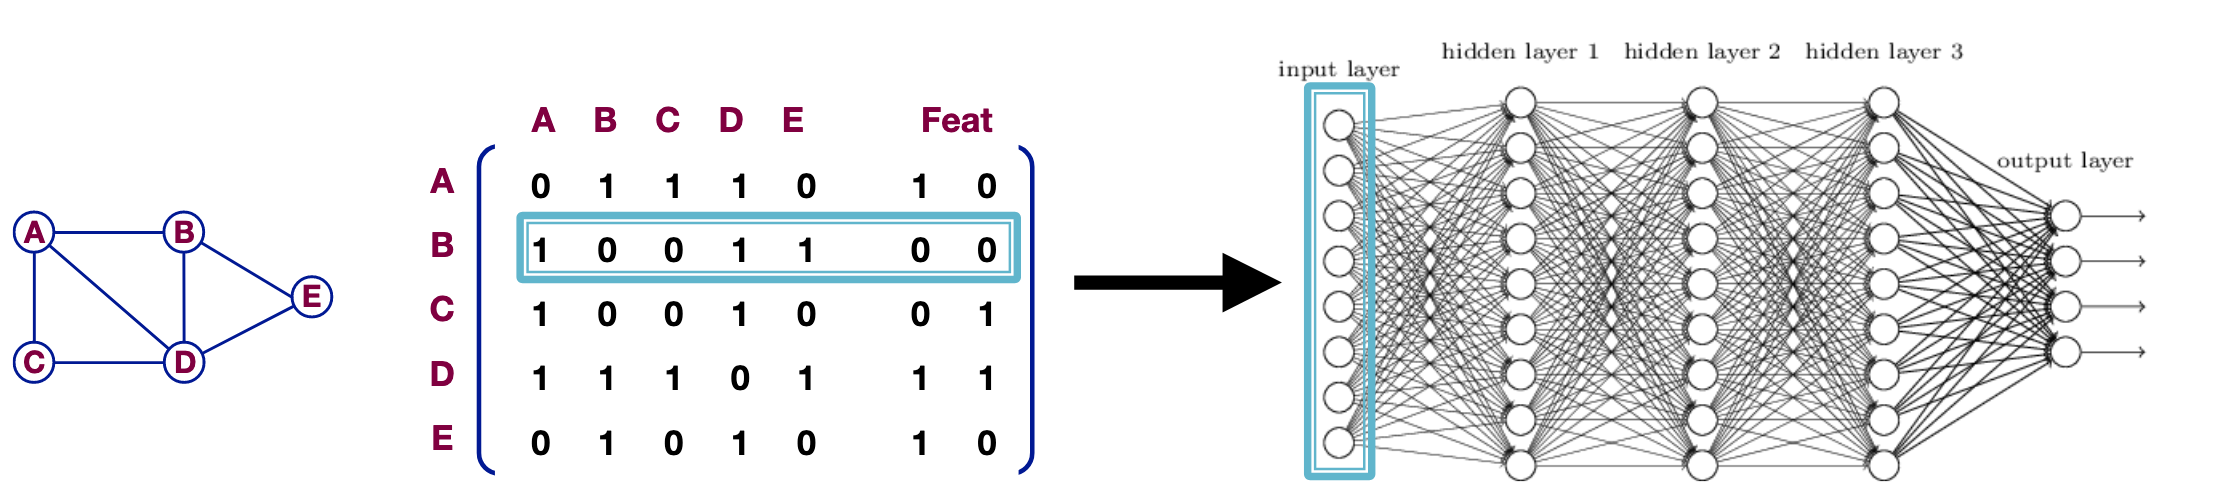 A B
E
C D
A B C D E Feat
A 0 1 1 1 0 1 0
B 1 0 0 1 1 0 0
C 1 0 0 1 0 0 1
D 1 1 1 0 1 1 1
E 0 1 0 1 0 1 0
input layer
hidden layer 1 hidden layer 2 hidden layer 3
output layer